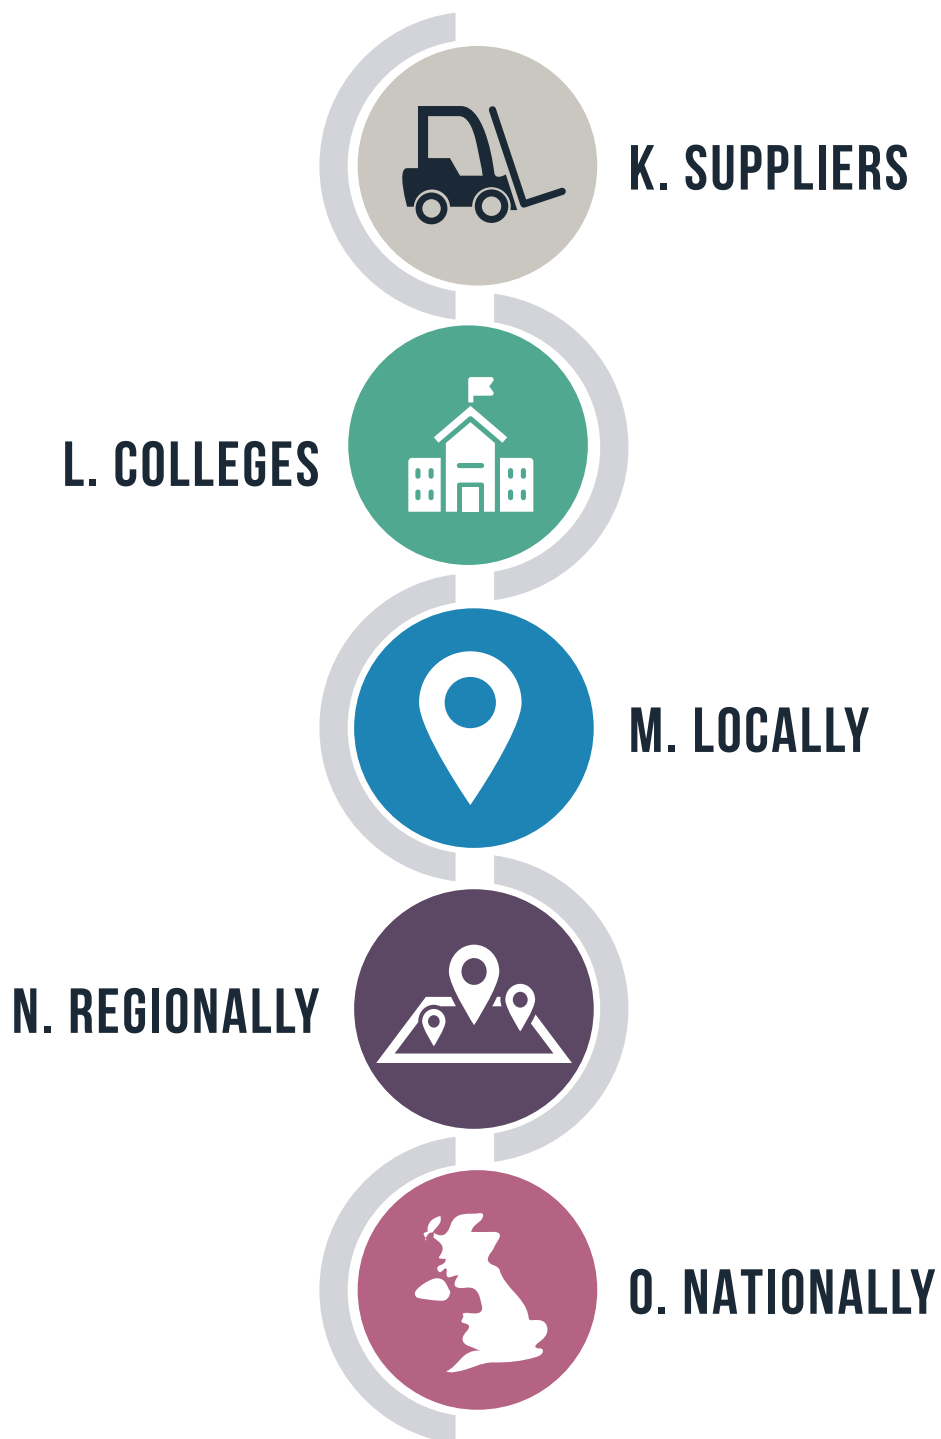 K. SUPPLIERS
L. COLLEGES
M. LOCALLY
N. REGIONALLY
O. NATIONALLY